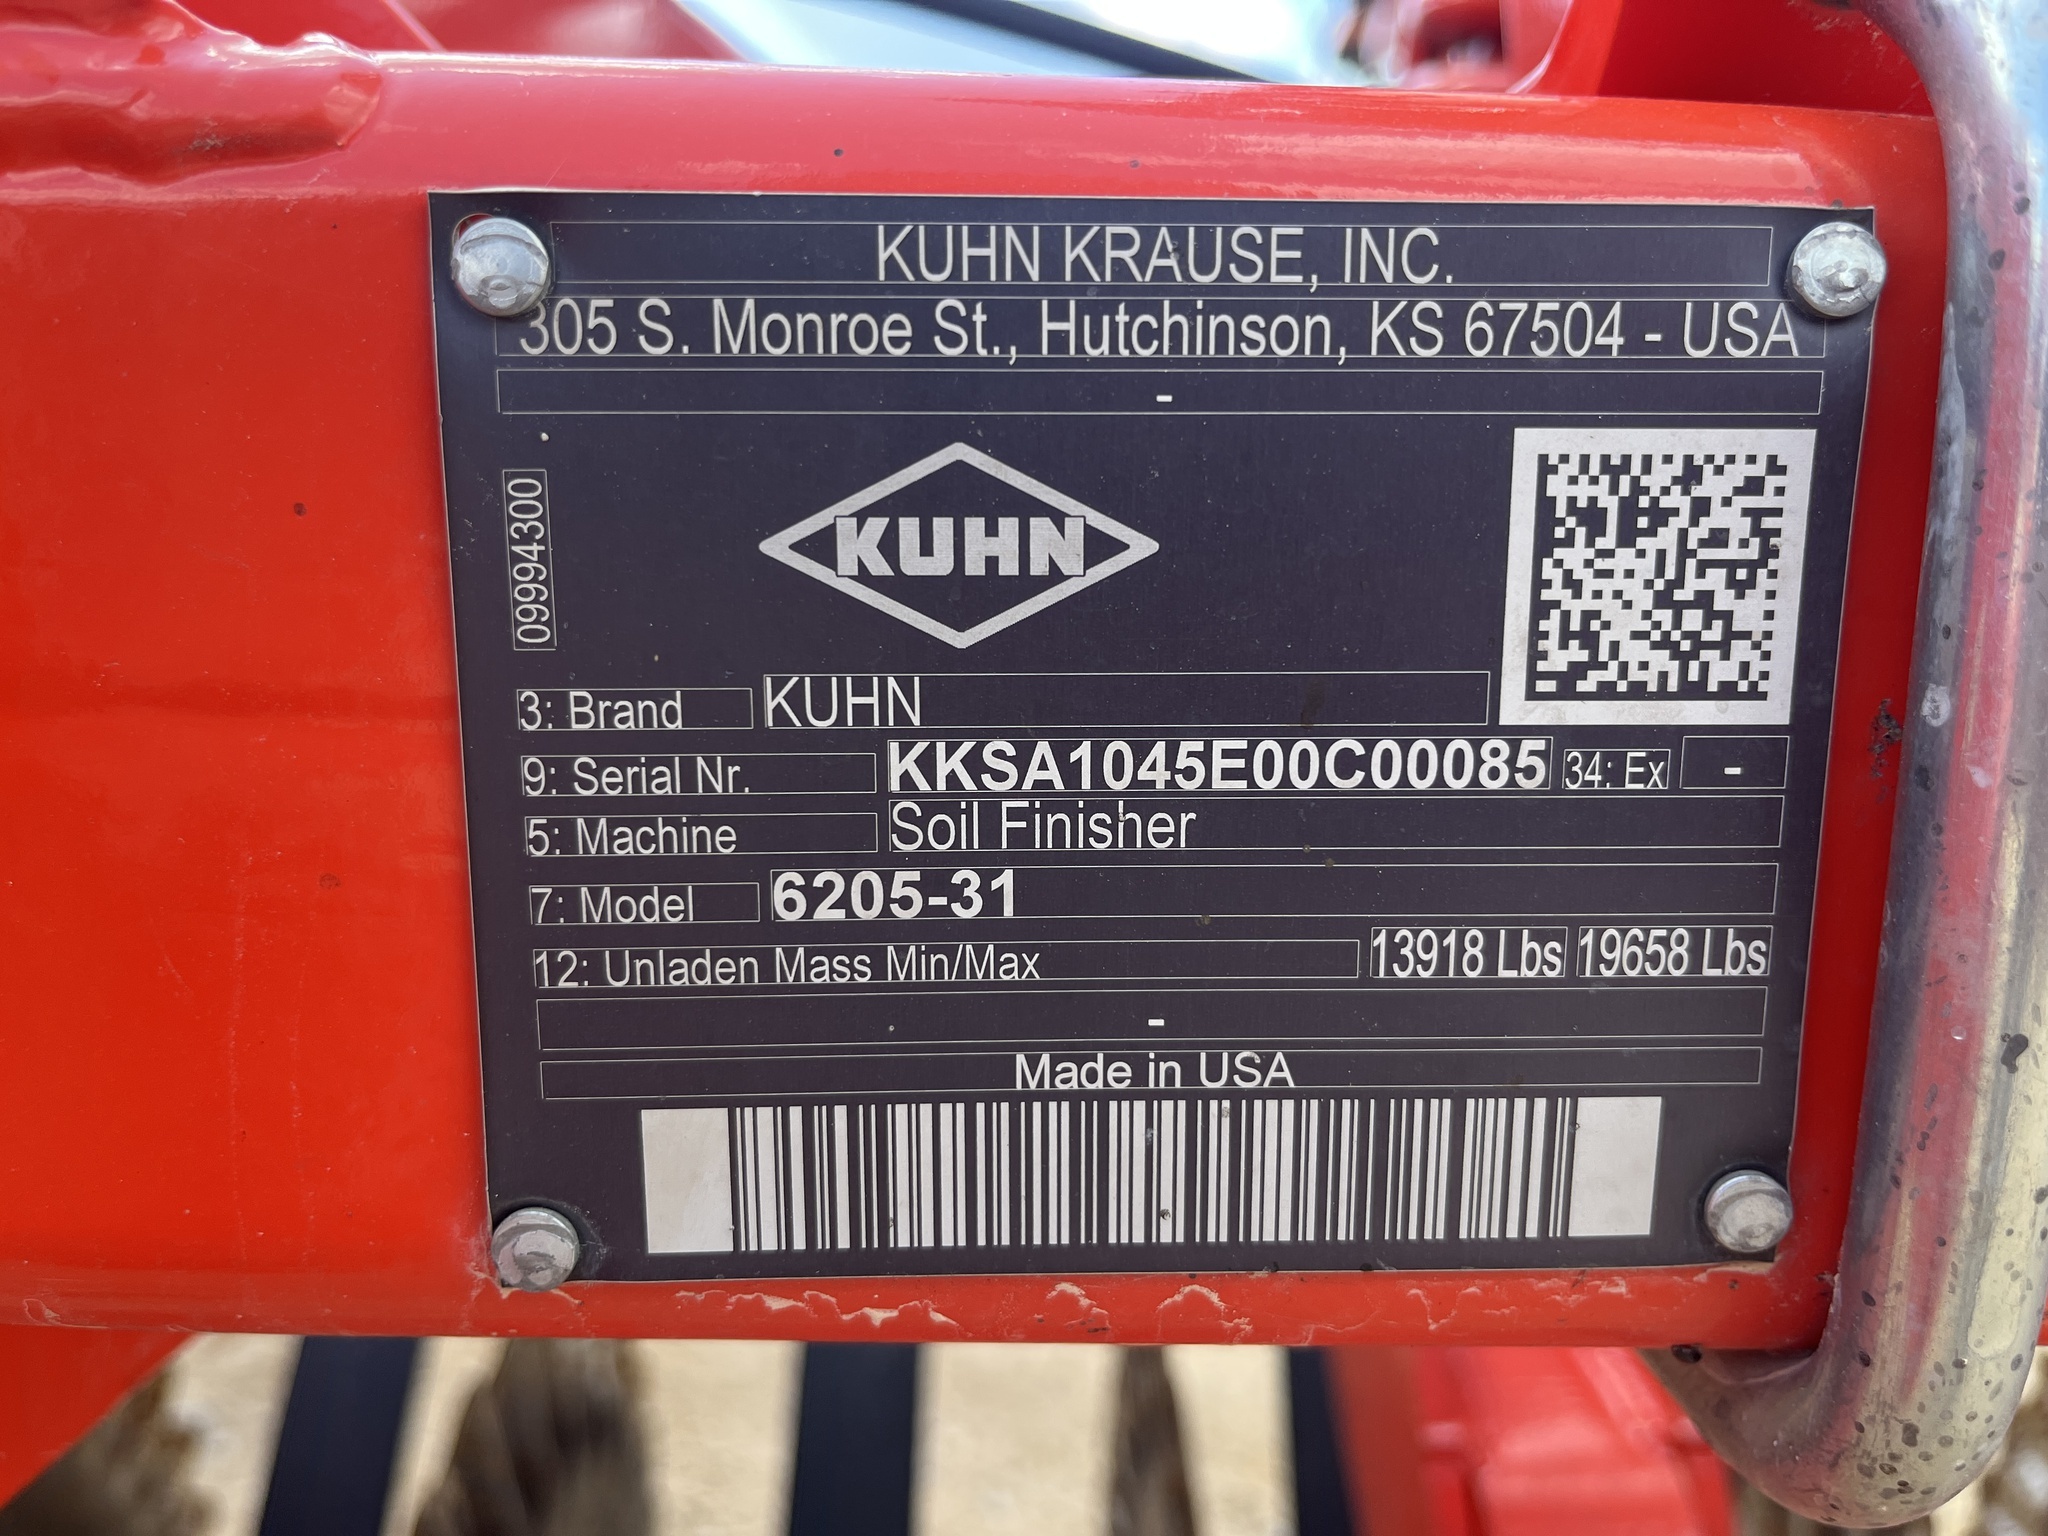 KUHN KRAUSE, INC.
305 S. Monroe St., Hutchinson, KS 67504 - USA
-
09994300
KUHN
3: Brand KUHN
9: Serial Nr. KKSA1045E00C00085 34: Ex -
5: Machine Soil Finisher
7: Model 6205-31
12: Unladen Mass Min/Max 13918 Lbs 19658 Lbs
-
Made in USA